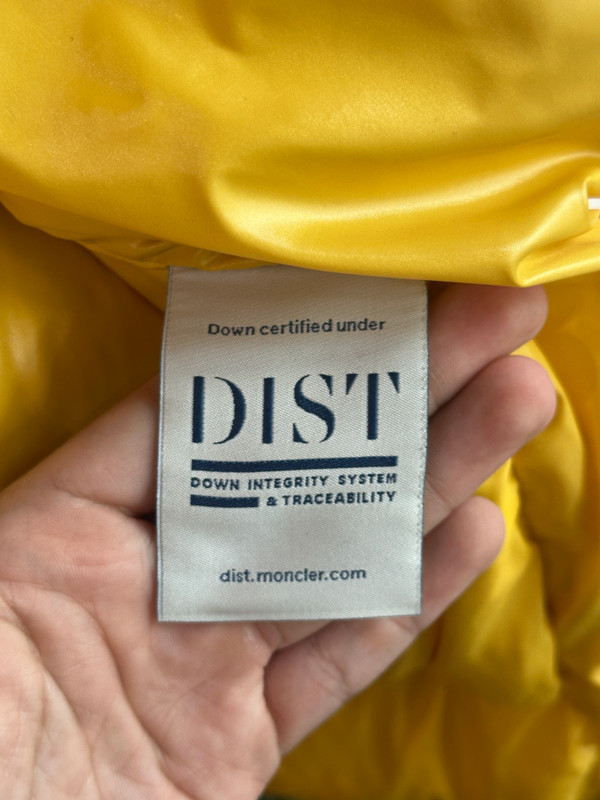 Down certified under
DIST
DOWN INTEGRITY SYSTEM
& TRACEABILITY
dist.moncler.com